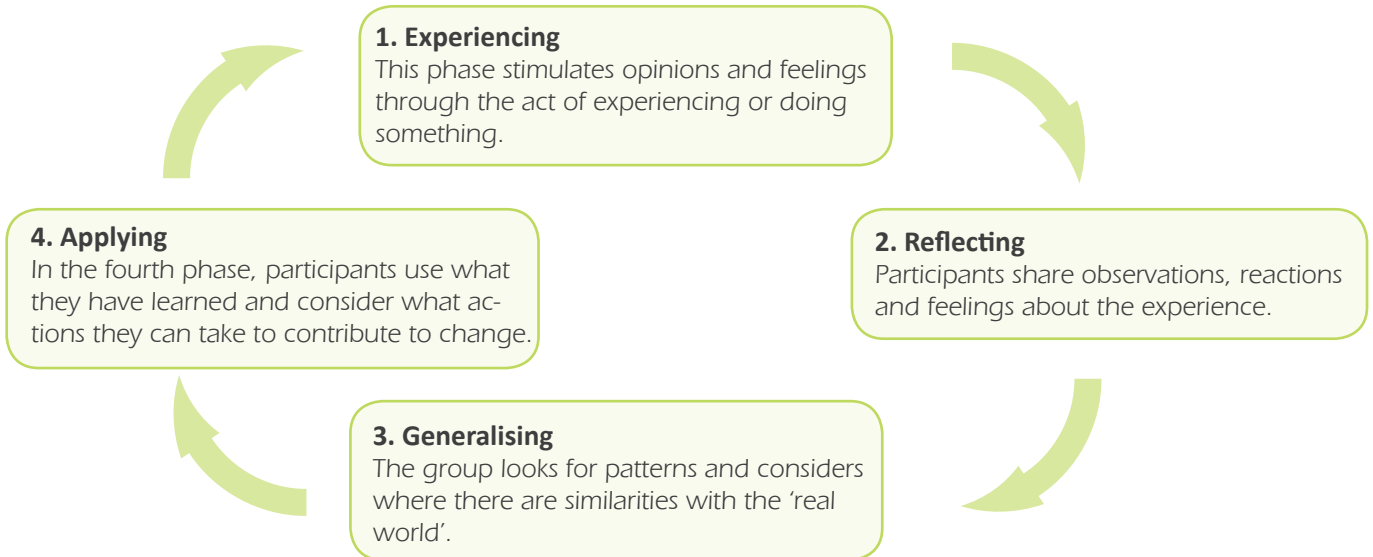 1. Experiencing
This phase stimulates opinions and feelings
through the act of experiencing or doing
something.
2. Reflecting
Participants share observations, reactions
and feelings about the experience.
3. Generalising
The group looks for patterns and considers
where there are similarities with the ‘real
world’.
4. Applying
In the fourth phase, participants use what
they have learned and consider what ac-
tions they can take to contribute to change.